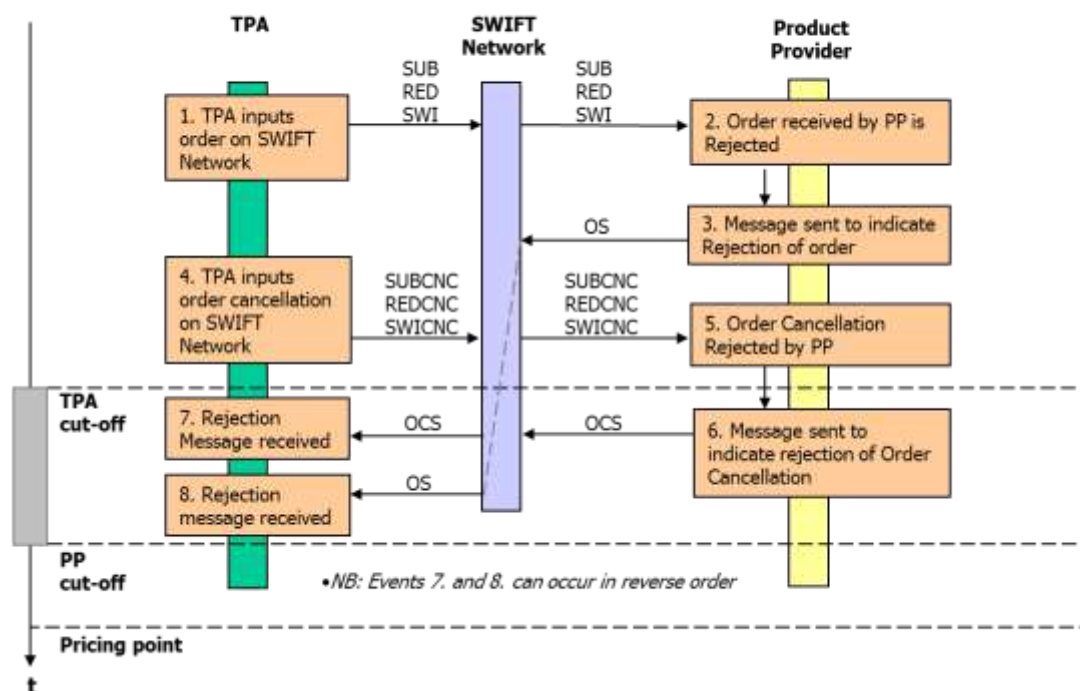 TPA
SWIFT
Network
Product
Provider
SUB
RED
SWI
SUB
RED
SWI
1. TPA inputs
order on SWIFT
Network
2. Order received by PP is
Rejected
OS
3. Message sent to indicate
Rejection of order
4. TPA inputs
order cancellation
on SWIFT
Network
SUBCNC
REDCNC
SWICNC
SUBCNC
REDCNC
SWICNC
5. Order Cancellation
Rejected by PP
TPA
cut-off
7. Rejection
Message received
OCS
OCS
6. Message sent to
indicate rejection of Order
Cancellation
8. Rejection
message received
OS
PP
cut-off
•NB: Events 7. and 8. can occur in reverse order
Pricing point
t